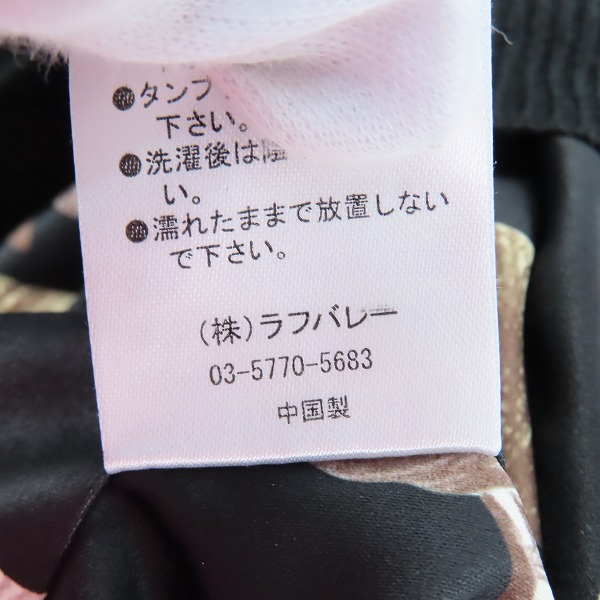 ●タンブ
下さい。
●洗濯後は陰
い。
●濡れたままで放置しない
で下さい。
(株)ラフバレー
03-5770-5683
中国製